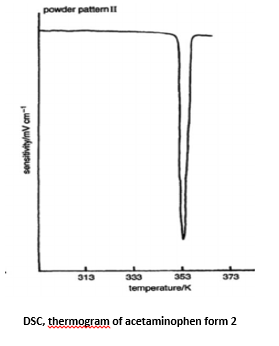 powder pattern II
sensitivity/mV cm⁻¹
313 333 353 373
temperature/K
DSC, thermogram of acetaminophen form 2